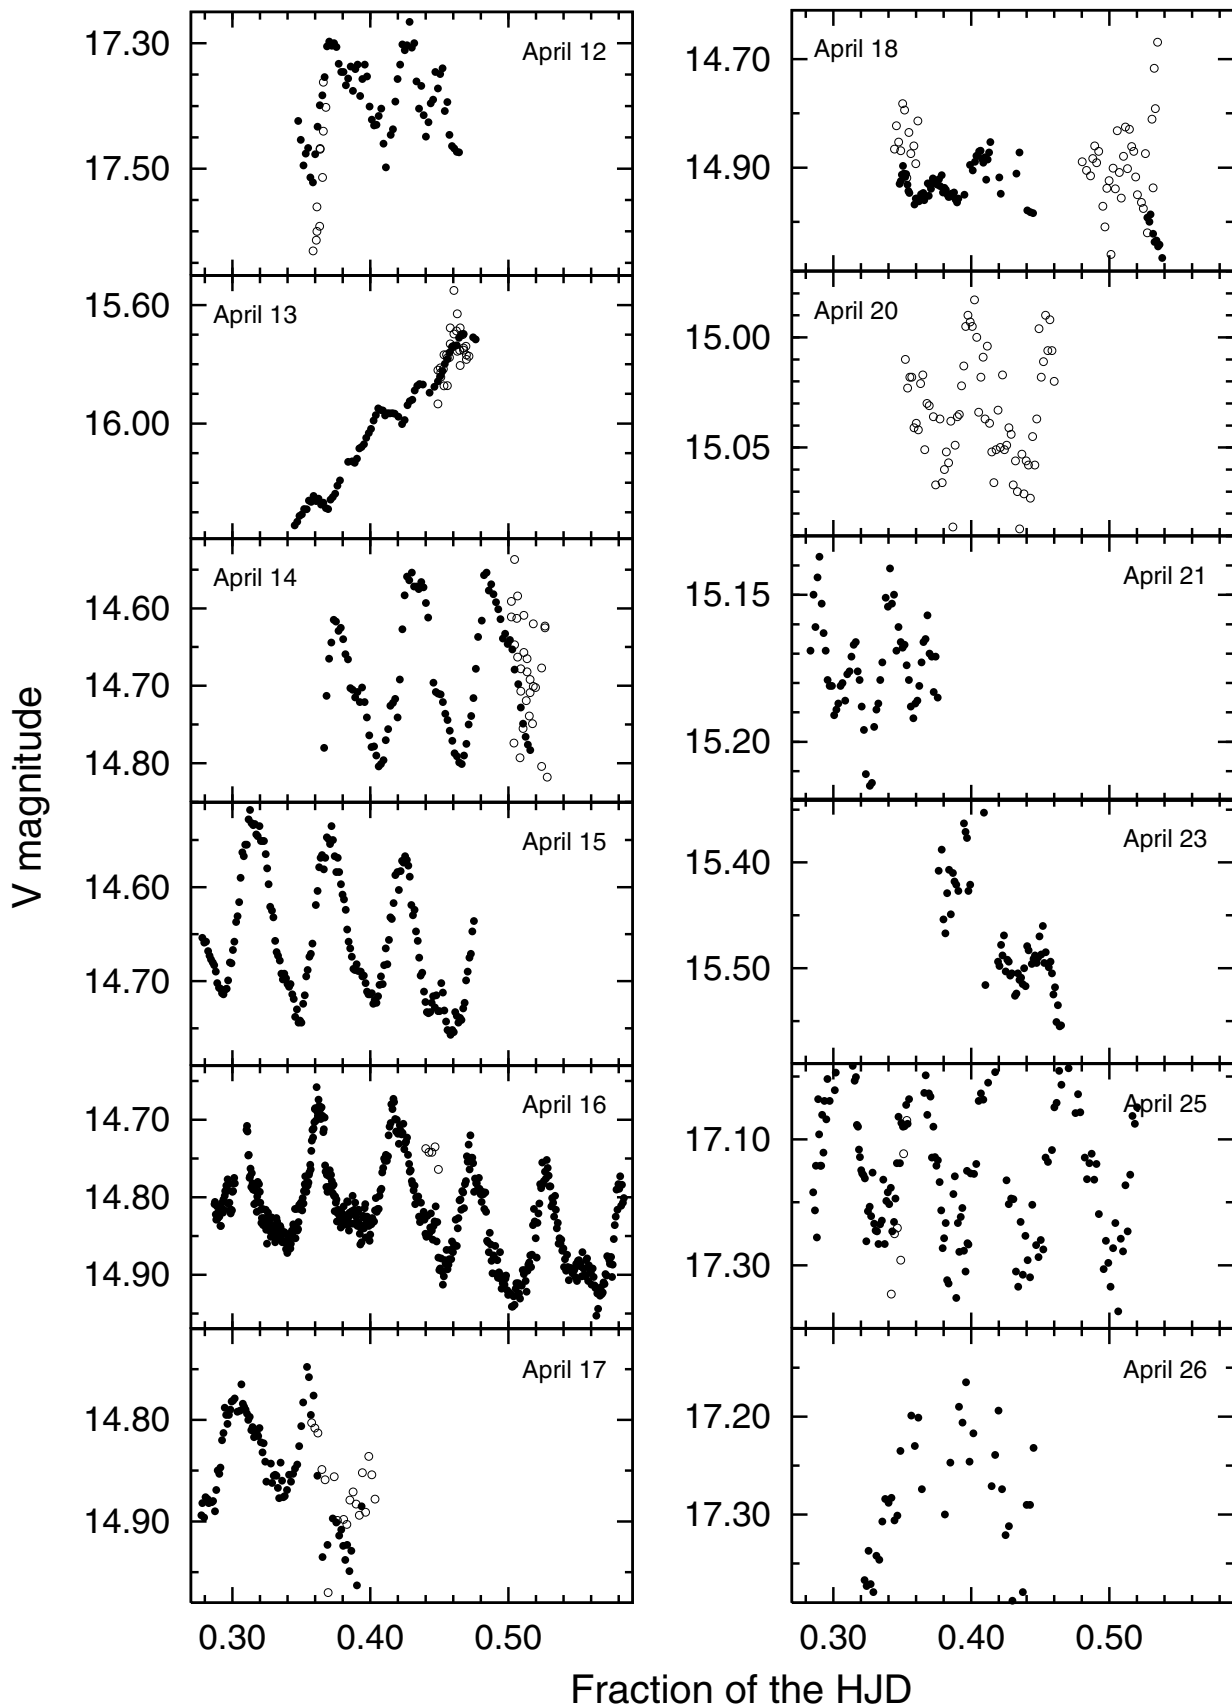 April 12
17.30
17.50
April 13
15.60
16.00
April 14
14.60
14.70
14.80
April 15
14.60
14.70
April 16
14.70
14.80
14.90
April 17
14.80
14.90
0.30 0.40 0.50
April 18
14.70
14.90
April 20
15.00
15.05
April 21
15.15
15.20
April 23
15.40
15.50
April 25
17.10
17.30
April 26
17.20
17.30
0.30 0.40 0.50
V magnitude
Fraction of the HJD